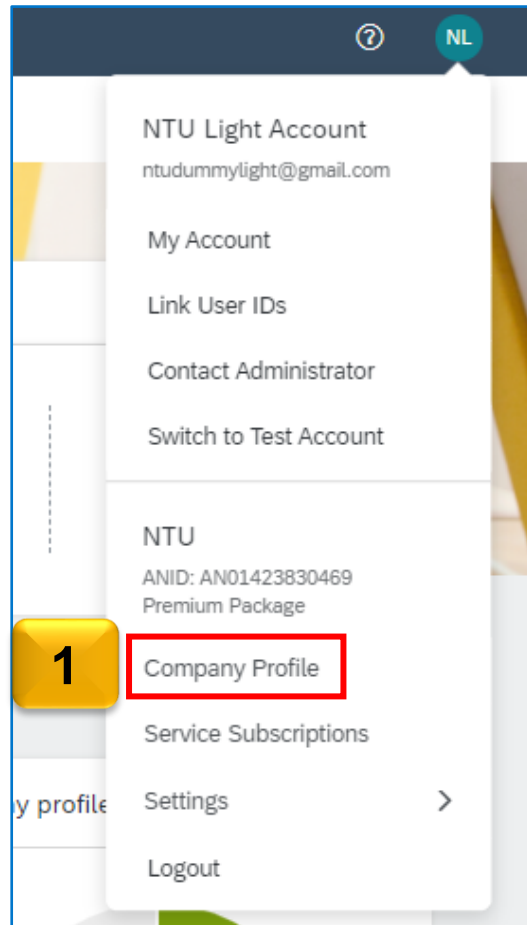 NL
NTU Light Account
ntudummylight@gmail.com
My Account
Link User IDs
Contact Administrator
Switch to Test Account
NTU
ANID: AN01423830469
Premium Package
1
Company Profile
Service Subscriptions
y profile
Settings
Logout